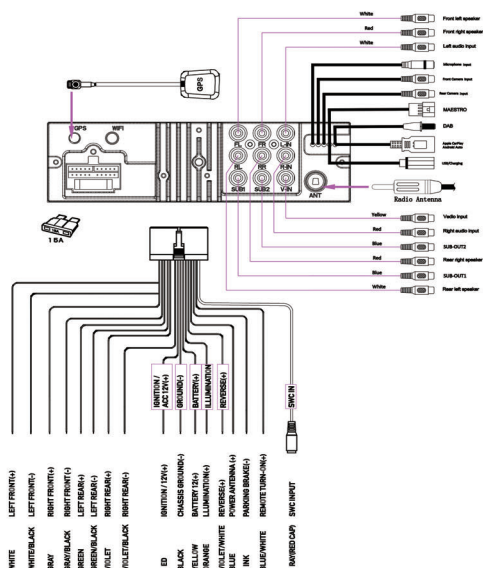 White
Front left speaker
Red
Front right speaker
White
Left audio input
Microphone input
Front Camera input
Rear Camera input
MAESTRO
DAB
Apple CarPlay
Android Auto
USB/Charging
Radio Antenna
GPS
GPS
WIFI
FL
FR
L-IN
RL
RR
R-IN
SUB1
SUB2
V-IN
ANT
15A
Yellow
Vedio input
Red
Right audio input
Blue
SUB-OUT2
Red
Rear right speaker
Blue
SUB-OUT1
White
Rear left speaker
IGNITION /
ACC 12V(+)
GROUND(-)
BATTERY(+)
ILLUMINATION
REVERSE(+)
SWC IN
WHITE LEFT FRONT(+)
WHITE/BLACK LEFT FRONT(-)
GRAY RIGHT FRONT(+)
GRAY/BLACK RIGHT FRONT(-)
GREEN LEFT REAR(+)
GREEN/BLACK LEFT REAR(-)
VIOLET RIGHT REAR(+)
VIOLET/BLACK RIGHT REAR(-)
ED IGNITION / 12V(+)
BLACK CHASSIS GROUND(-)
YELLOW BATTERY 12(+)
ORANGE LLUMINATION(+)
VIOLET/WHITE REVERSE(+)
BLUE POWER ANTENNA (+)
INK PARKING BRAKE(-)
BLUE/WHITE REMOTE TURN-ON(+)
RAY(RED CAP) SWC INPUT